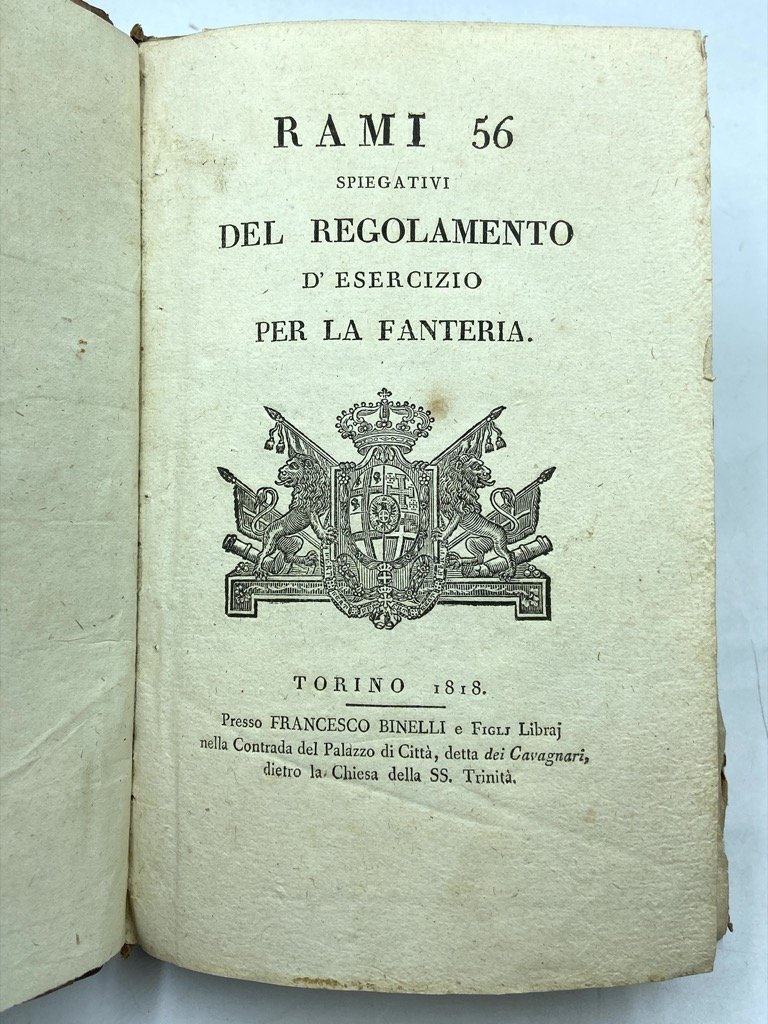 RAMI 56
SPIEGATIVI
DEL REGOLAMENTO
D' ESERCIZIO
PER LA FANTERIA.
TORINO 1818.
Presso FRANCESCO BINELLI e FIGLJ Libraj
nella Contrada del Palazzo di Città, detta dei Cavagnari,
dietro la Chiesa della SS. Trinità.